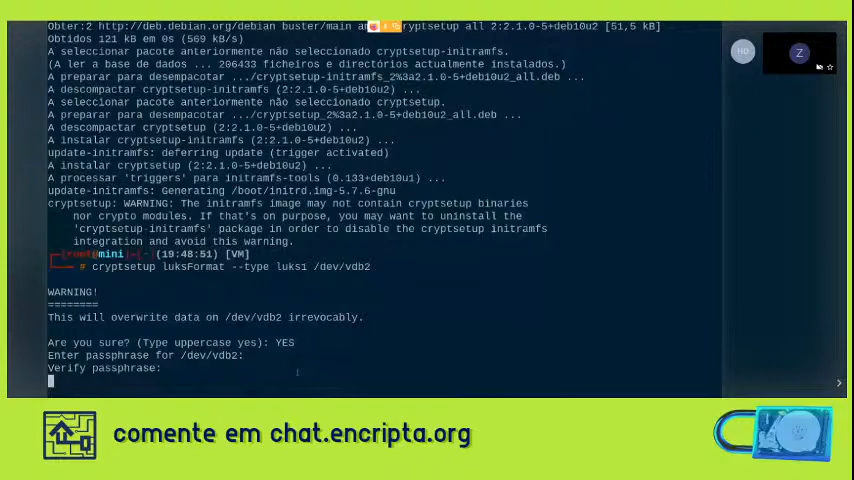 Obter:2 http://deb.debian.org/debian buster/main ryptsetup all 2:2.1.0-5+deb10u2 [51,5 kB]
Obtidos 121 kB em 0s (569 kB/s)
A seleccionar pacote anteriormente não seleccionado cryptsetup-initramfs.
(A ler a base de dados ... 206433 ficheiros e directórios actualmente instalados.)
A preparar para desempacotar .../cryptsetup-initramfs_2%3a2.1.0-5+deb10u2_all.deb ...
A descompactar cryptsetup-initramfs (2:2.1.0-5+deb10u2) ...
A seleccionar pacote anteriormente não seleccionado cryptsetup.
A preparar para desempacotar .../cryptsetup_2%3a2.1.0-5+deb10u2_all.deb ...
A descompactar cryptsetup (2:2.1.0-5+deb10u2) ...
A instalar cryptsetup-initramfs (2:2.1.0-5+deb10u2) ...
update-initramfs: deferring update (trigger activated)
A instalar cryptsetup (2:2.1.0-5+deb10u2) ...
A processar 'triggers' para initramfs-tools (0.133+deb10u1) ...
update-initramfs: Generating /boot/initrd.img-5.7.6-gnu
cryptsetup: WARNING: The initramfs image may not contain cryptsetup binaries
nor crypto modules. If that's on purpose, you may want to uninstall the
'cryptsetup-initramfs' package in order to disable the cryptsetup initramfs
integration and avoid this warning.
@mini (19:48:51) [VM]
# cryptsetup luksFormat --type luks1 /dev/vdb2
WARNING!
========
This will overwrite data on /dev/vdb2 irrevocably.
Are you sure? (Type uppercase yes): YES
Enter passphrase for /dev/vdb2:
Verify passphrase:
HD
Z
comente em chat.encripta.org